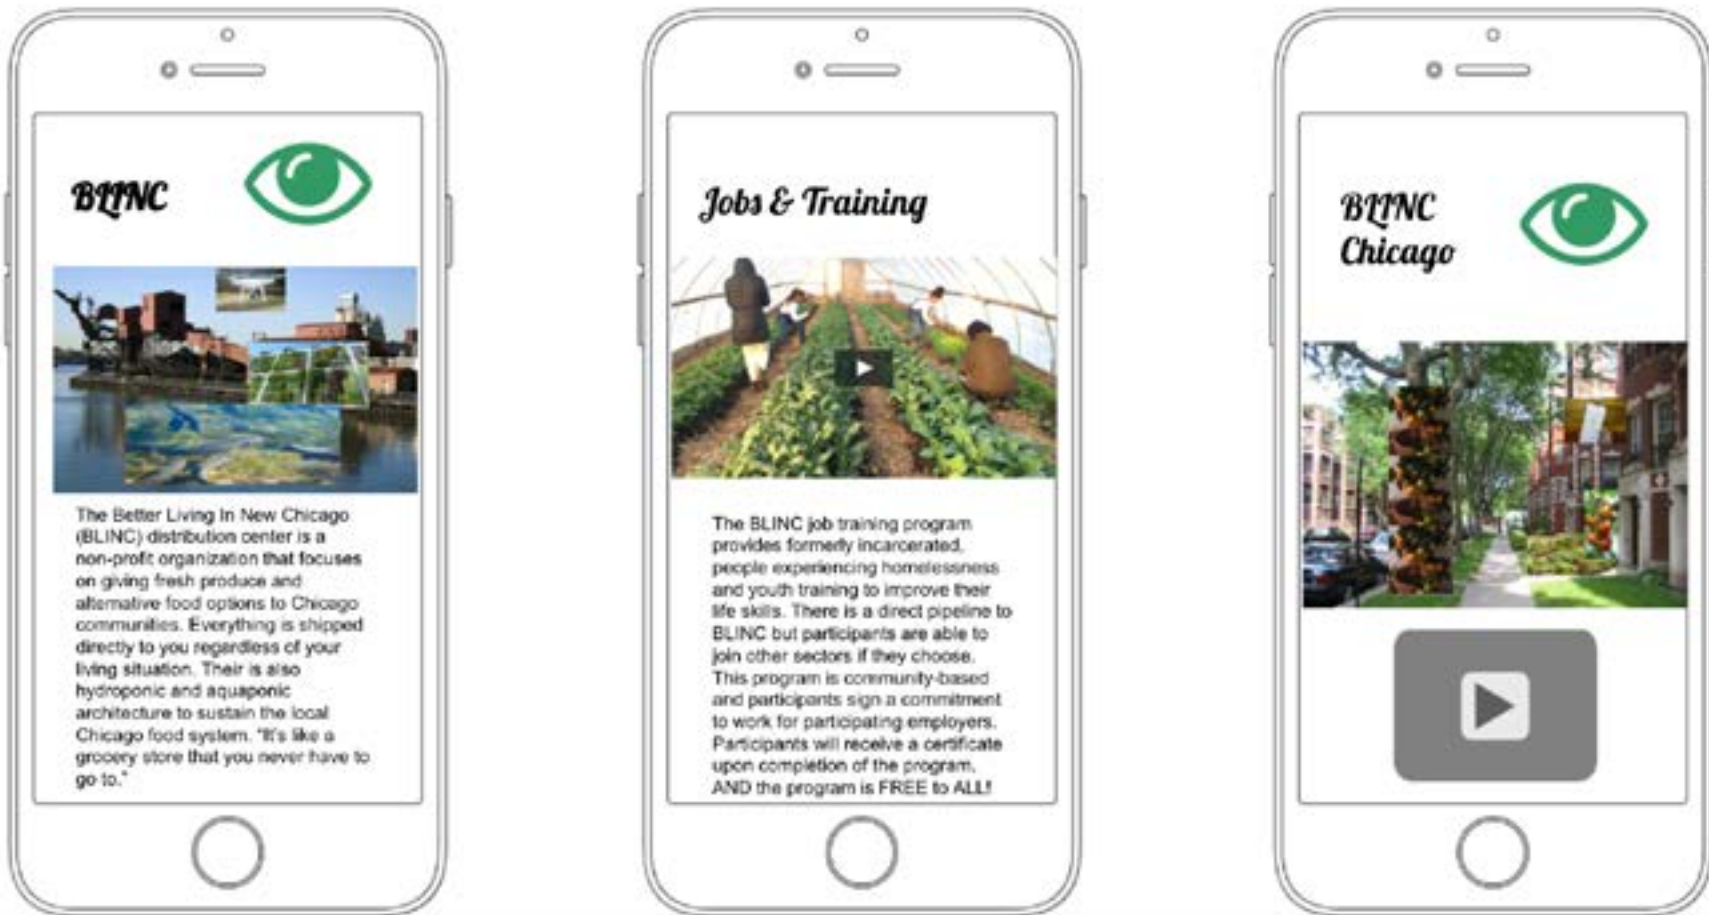 BLINC
The Better Living In New Chicago
(BLINC) distribution center is a
non-profit organization that focuses
on giving fresh produce and
alternative food options to Chicago
communities. Everything is shipped
directly to you regardless of your
living situation. Their is also
hydroponic and aquaponic
architecture to sustain the local
Chicago food system. "It's like a
grocery store that you never have to
go to."
Jobs & Training
The BLINC job training program
provides formerly incarcerated,
people experiencing homelessness
and youth training to improve their
life skills. There is a direct pipeline to
BLINC but participants are able to
join other sectors if they choose.
This program is community-based
and participants sign a commitment
to work for participating employers.
Participants will receive a certificate
upon completion of the program,
AND the program is FREE to ALL!
BLINC
Chicago